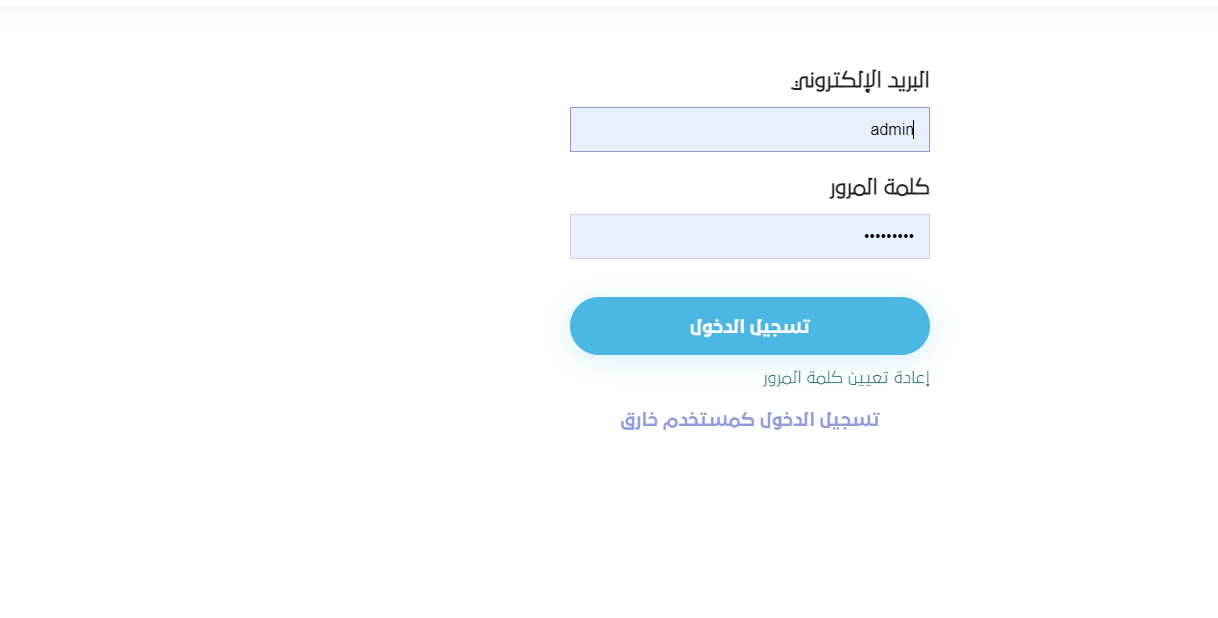 البريد الإلكتروني
admin
كلمة المرور
•••••••••
تسجيل الدخول
إعادة تعيين كلمة المرور
تسجيل الدخول كمستخدم خارق